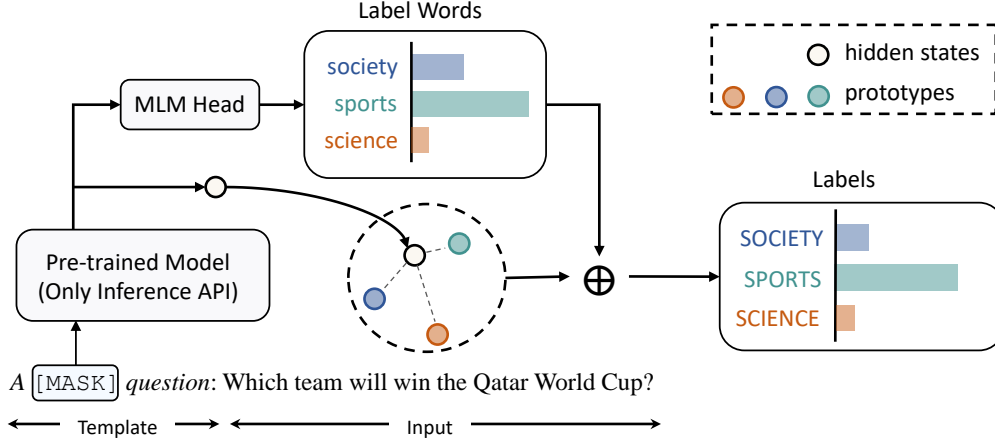 Label Words
society
sports
science
MLM Head
hidden states
prototypes
Labels
SOCIETY
SPORTS
SCIENCE
Pre-trained Model
(Only Inference API)
A [MASK] question: Which team will win the Qatar World Cup?
Template
Input